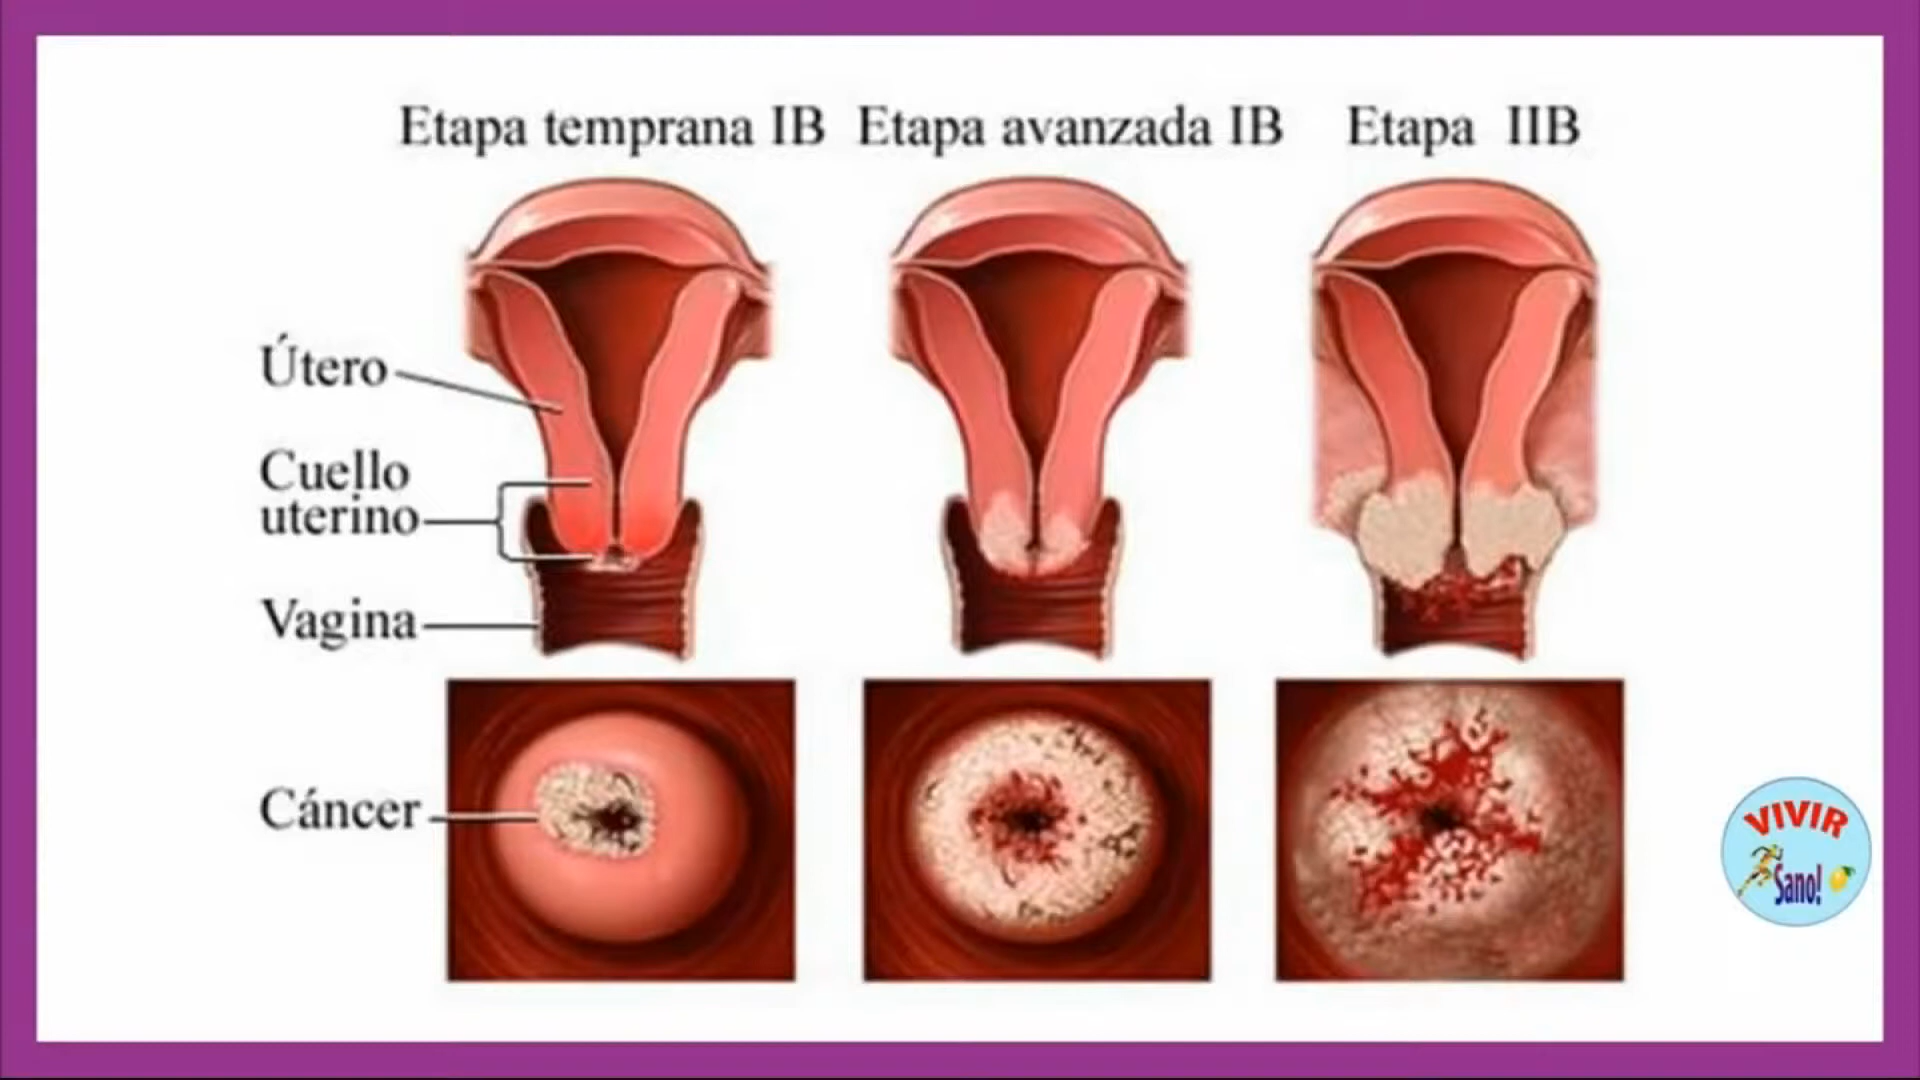 Etapa temprana IB
Etapa avanzada IB
Etapa IIB
Útero
Cuello
uterino
Vagina
Cáncer
VIVIR
Sano!